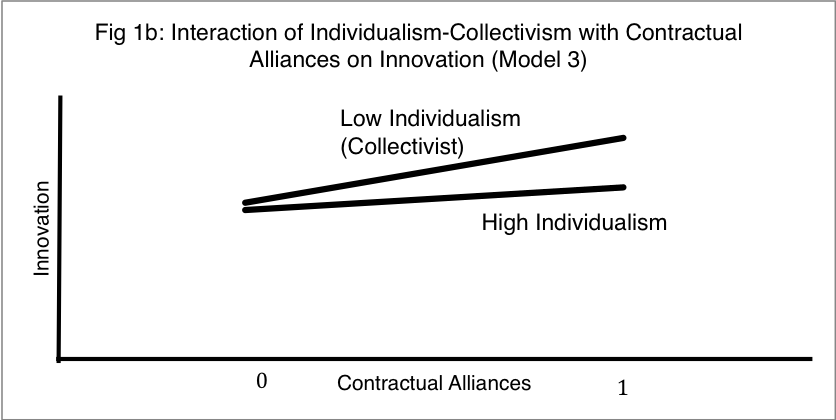 Fig 1b: Interaction of Individualism-Collectivism with Contractual
Alliances on Innovation (Model 3)
Low Individualism
(Collectivist)
High Individualism
Innovation
0
Contractual Alliances
1